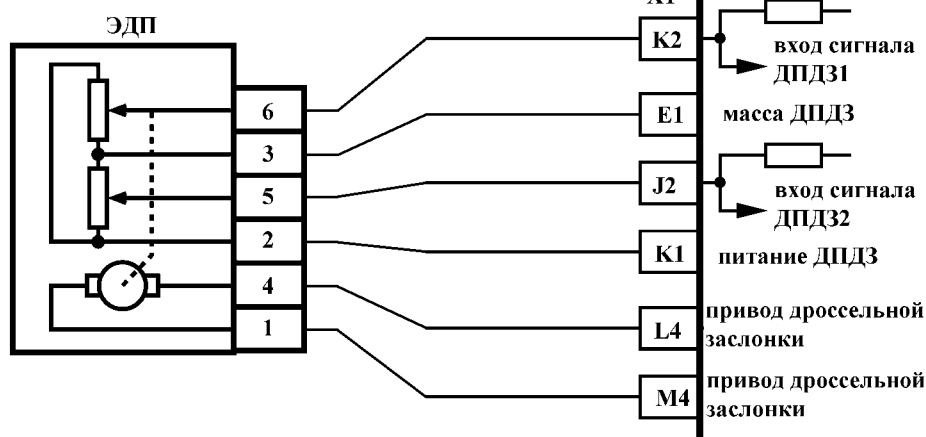 ЭДП
6
3
5
2
4
1
K2
вход сигнала
ДПДЗ1
E1
масса ДПДЗ
J2
вход сигнала
ДПДЗ2
K1
питание ДПДЗ
L4
привод дроссельной
заслонки
M4
привод дроссельной
заслонки